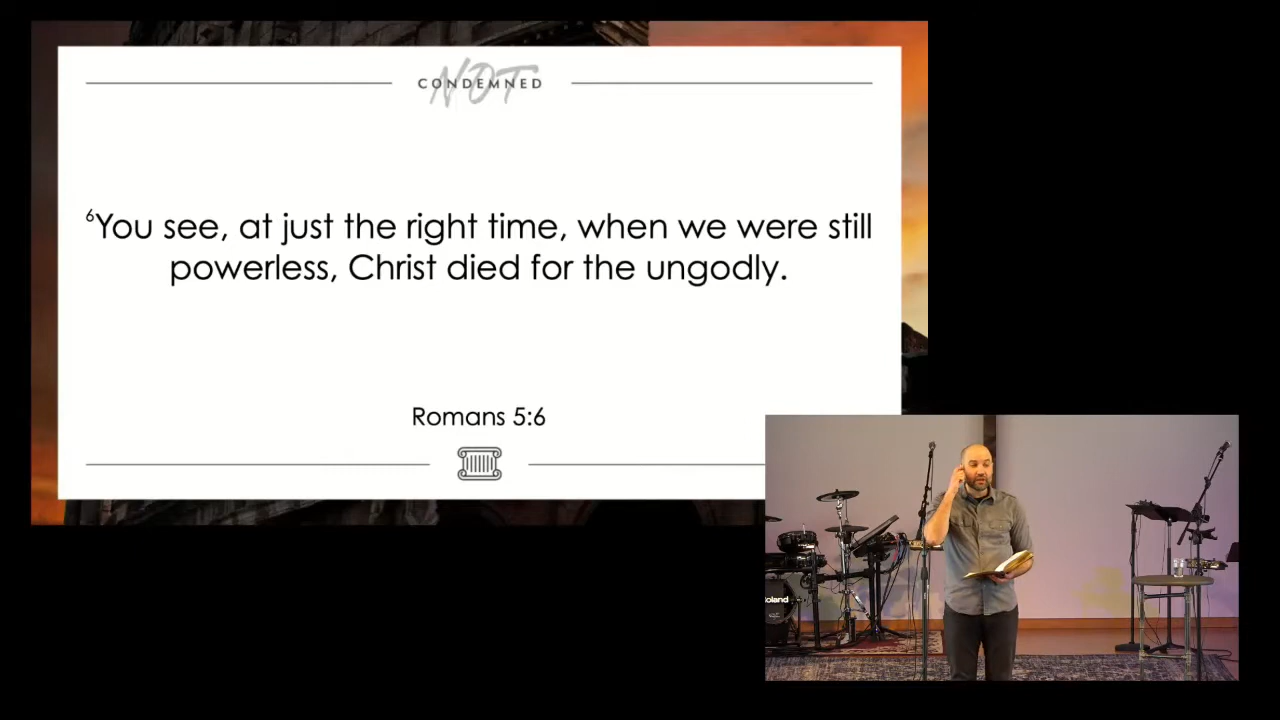 NOT
CONDEMNED
⁶You see, at just the right time, when we were still
powerless, Christ died for the ungodly.
Romans 5:6
Roland